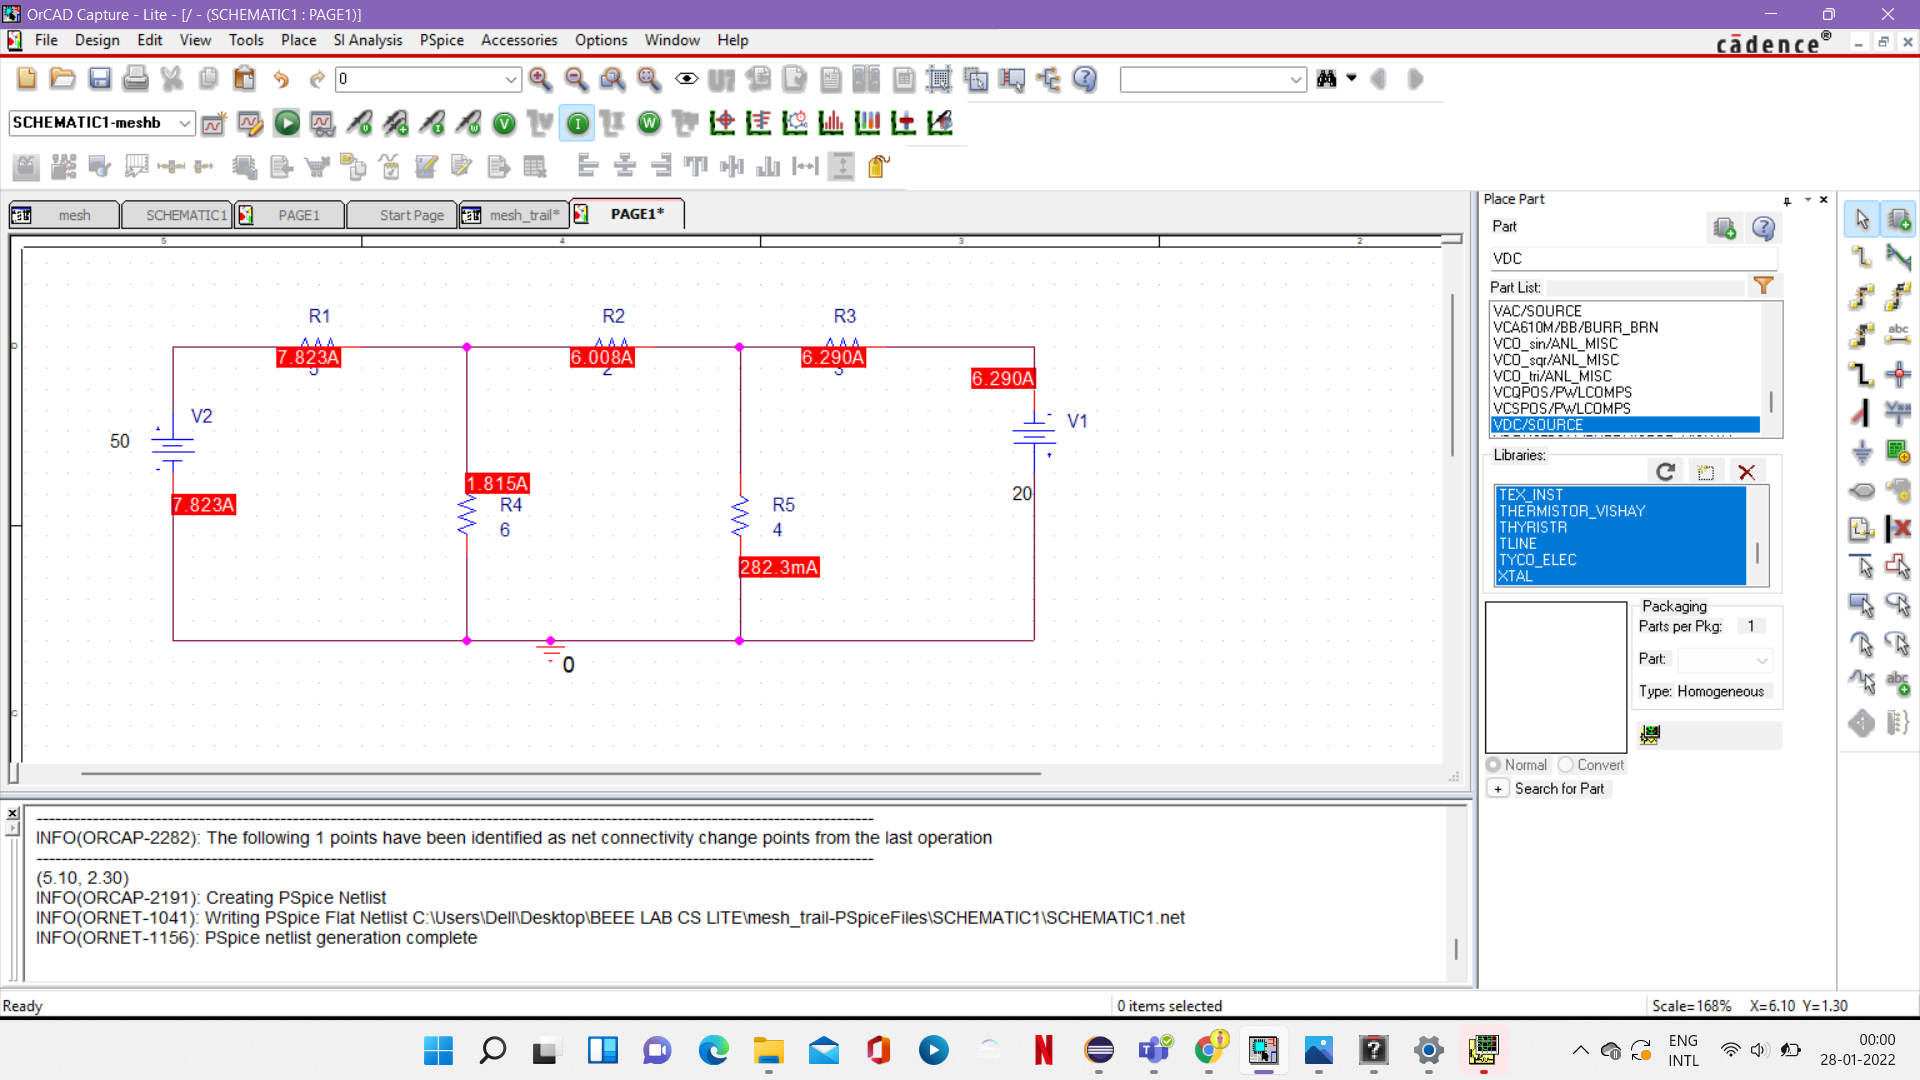 OrCAD Capture - Lite - [/ - (SCHEMATIC1 : PAGE1)]
File Design Edit View Tools Place SI Analysis PSpice Accessories Options Window Help
cādence®
0
SCHEMATIC1-meshb
mesh SCHEMATIC1 PAGE1 Start Page mesh_trail* PAGE1*
5 4 3 2
D
C
R1
7.823A
5
R2
6.008A
2
R3
6.290A
3
6.290A
V2
50
7.823A
V1
20
1.815A
R4
6
R5
4
282.3mA
0
Place Part
Part
VDC
Part List:
VAC/SOURCE
VCA610M/BB/BURR_BRN
VCO_sin/ANL_MISC
VCO_sqr/ANL_MISC
VCO_tri/ANL_MISC
VCQPOS/PWLCOMPS
VCSPOS/PWLCOMPS
VDC/SOURCE
Libraries:
TEX_INST
THERMISTOR_VISHAY
THYRISTR
TLINE
TYCO_ELEC
XTAL
Packaging
Parts per Pkg: 1
Part:
Type: Homogeneous
Normal Convert
+ Search for Part
INFO(ORCAP-2282): The following 1 points have been identified as net connectivity change points from the last operation
(5.10, 2.30)
INFO(ORCAP-2191): Creating PSpice Netlist
INFO(ORNET-1041): Writing PSpice Flat Netlist C:\Users\Dell\Desktop\BEEE LAB CS LITE\mesh_trail-PSpiceFiles\SCHEMATIC1\SCHEMATIC1.net
INFO(ORNET-1156): PSpice netlist generation complete
Ready
0 items selected
Scale=168% X=6.10 Y=1.30
ENG
INTL
00:00
28-01-2022